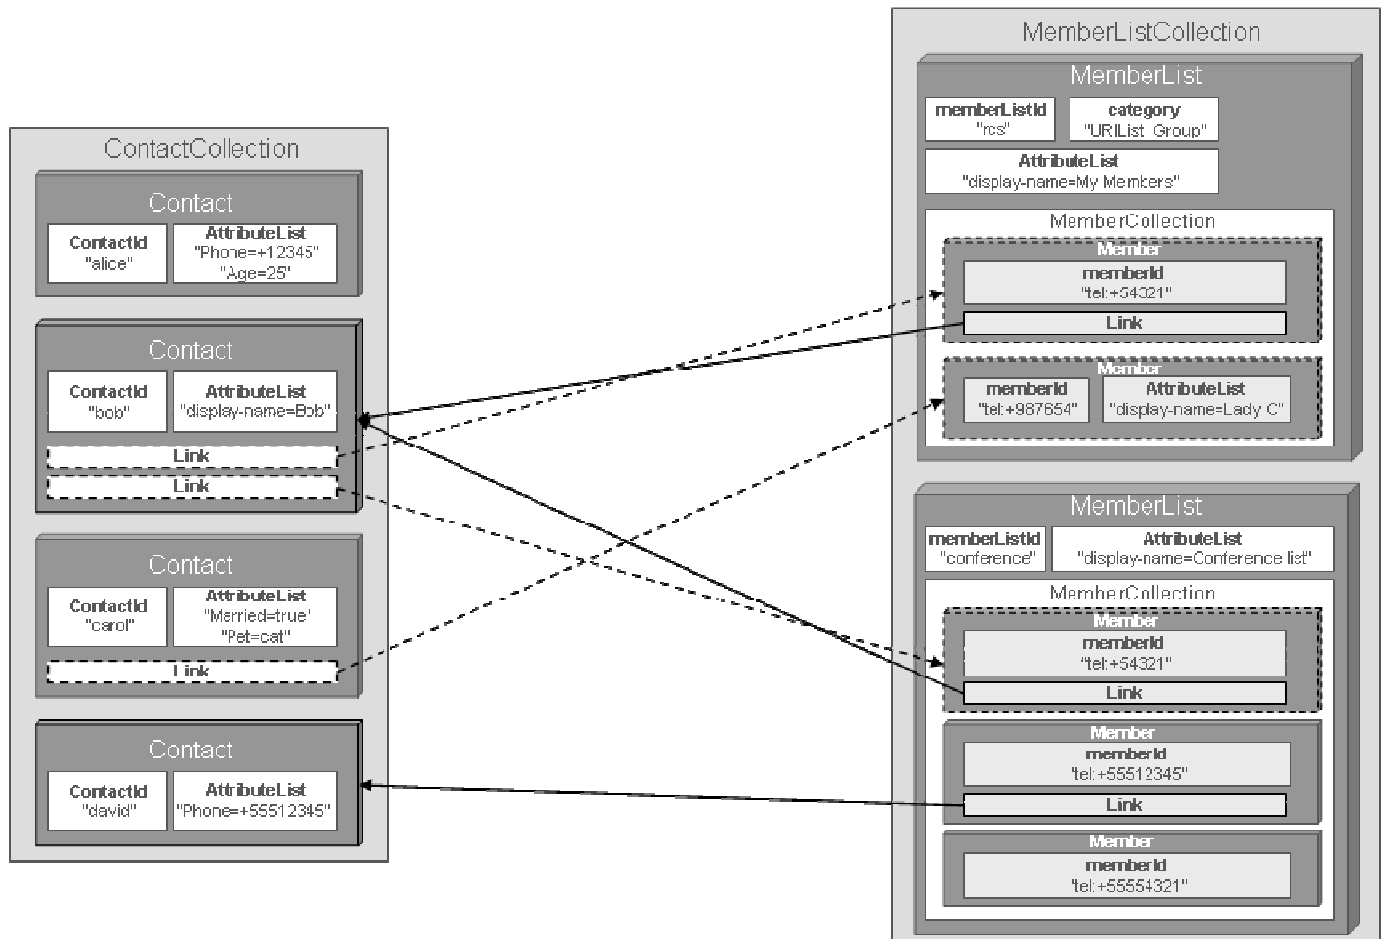 ContactCollection
Contact
ContactId
"alice"
AttributeList
"Phone=+12345"
"Age=25"
Contact
ContactId
"bob"
AttributeList
"display-name=Bob"
Link
Link
Contact
ContactId
"carol"
AttributeList
"Married=true"
"Pet=cat"
Link
Contact
ContactId
"david"
AttributeList
"Phone=+55512345"
MemberListCollection
MemberList
memberListId
"rcs"
category
"URIList Group"
AttributeList
"display-name=My Members"
MemberCollection
Member
memberId
"tel:+54321"
Link
Member
memberId
"tel:+987654"
AttributeList
"display-name=Lady C"
MemberList
memberListId
"conference"
AttributeList
"display-name=Conference list"
MemberCollection
Member
memberId
"tel:+54321"
Link
Member
memberId
"tel:+55512345"
Link
Member
memberId
"tel:+55554321"